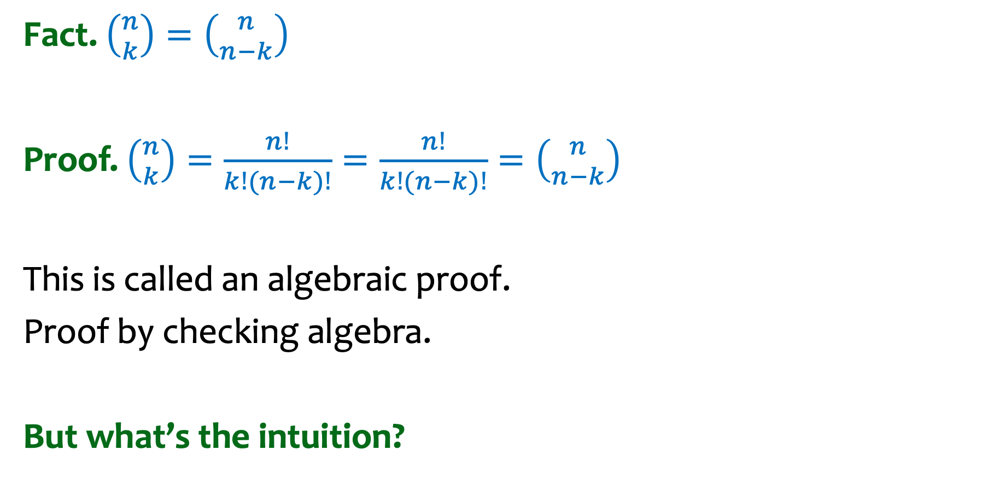 Fact. $\binom{n}{k} = \binom{n}{n-k}$
Proof. $\binom{n}{k} = \frac{n!}{k!(n-k)!} = \frac{n!}{k!(n-k)!} = \binom{n}{n-k}$
This is called an algebraic proof.
Proof by checking algebra.
But what’s the intuition?